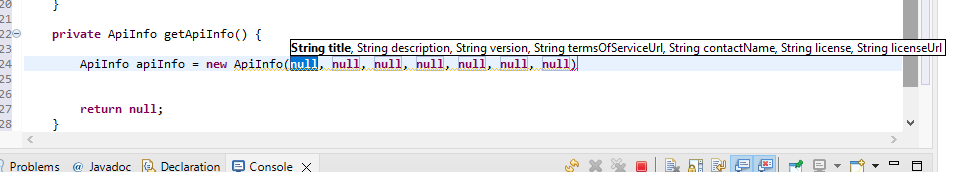 20 }
21
22 private ApiInfo getApiInfo() {
23 String title, String description, String version, String termsOfServiceUrl, String contactName, String license, String licenseUrl
24 ApiInfo apiInfo = new ApiInfo(null, null, null, null, null, null, null)
25
26
27 return null;
28 }
Problems @ Javadoc Declaration Console